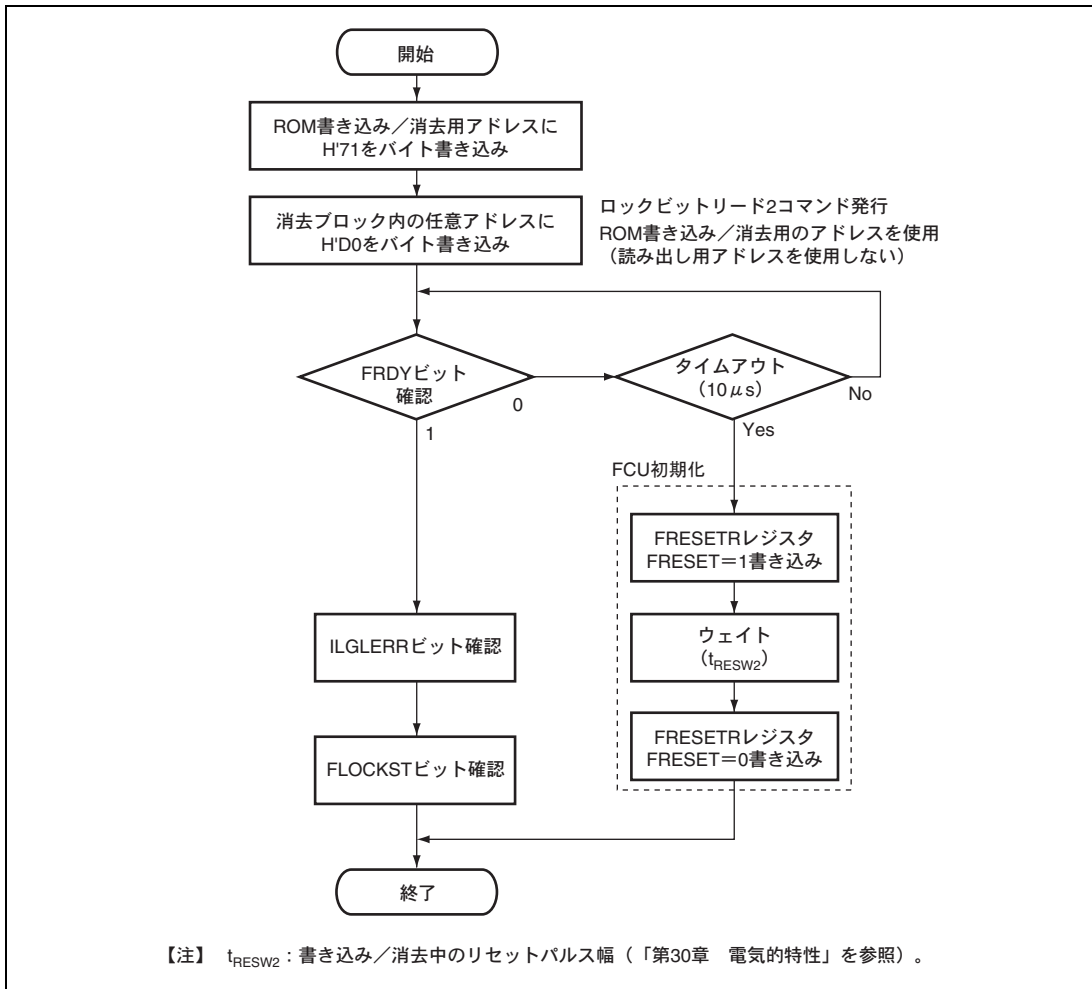 開始
ROM書き込み／消去用アドレスに
H'71をバイト書き込み
消去ブロック内の任意アドレスに
H'D0をバイト書き込み
ロックビットリード2コマンド発行
ROM書き込み／消去用のアドレスを使用
（読み出し用アドレスを使用しない）
FRDYビット
確認
0
1
タイムアウト
（10μs）
No
Yes
FCU初期化
FRESETRレジスタ
FRESET＝1書き込み
ウェイト
（tRESW2）
FRESETRレジスタ
FRESET＝0書き込み
ILGLERRビット確認
FLOCKSTビット確認
終了
【注】 tRESW2：書き込み／消去中のリセットパルス幅（「第30章　電気的特性」を参照）。